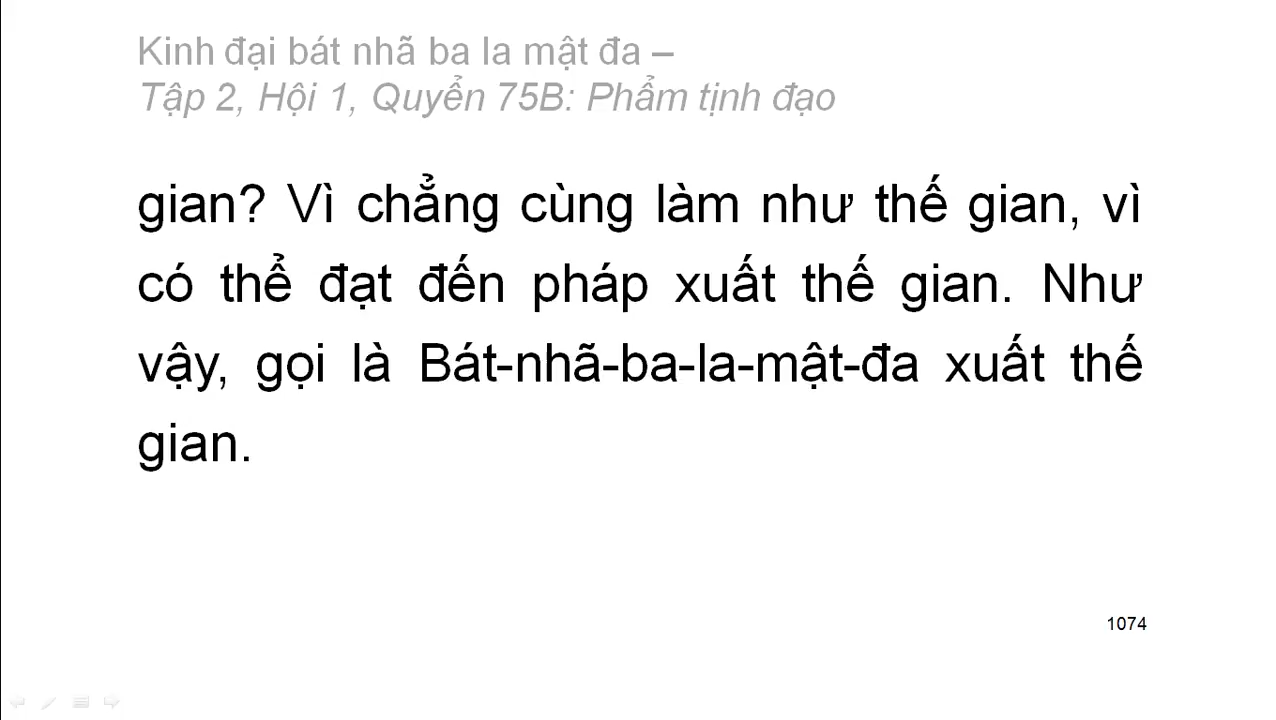 Kinh đại bát nhã ba la mật đa –
Tập 2, Hội 1, Quyển 75B: Phẩm tịnh đạo
gian? Vì chẳng cùng làm như thế gian, vì
có thể đạt đến pháp xuất thế gian. Như
vậy, gọi là Bát-nhã-ba-la-mật-đa xuất thế
gian.
1074